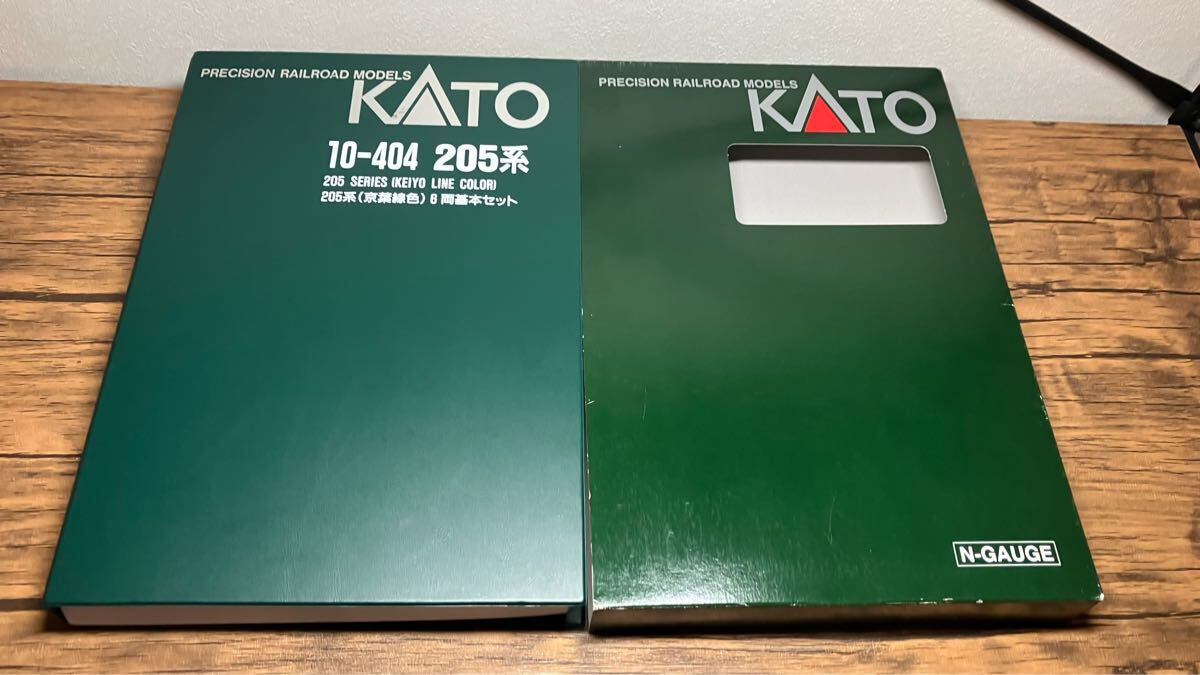 PRECISION RAILROAD MODELS
KATO
10-404 205系
205 SERIES (KEIYO LINE COLOR)
205系(京葉線色)6両基本セット
PRECISION RAILROAD MODELS
KATO
N-GAUGE